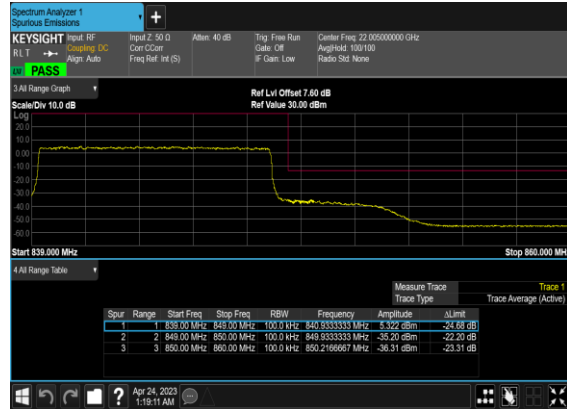 Spectrum Analyzer 1
Spurious Emissions
KEYSIGHT Input: RF Input Z: 50 Ω Atten: 40 dB Trig: Free Run Center Freq: 22.005000000 GHz
RLT Coupling: DC Corr CCorr Gate: Off Avg|Hold: 100/100
Align: Auto Freq Ref: Int (S) IF Gain: Low Radio Std: None
PASS
3 All Range Graph
Ref Lvl Offset 7.60 dB
Scale/Div 10.0 dB Ref Value 30.00 dBm
Log
20.0
10.0
0.00
-10.0
-20.0
-30.0
-40.0
-50.0
-60.0
Start 839.000 MHz Stop 860.000 MHz
4 All Range Table
Measure Trace Trace 1
Trace Type Trace Average (Active)
Spur Range Start Freq Stop Freq RBW Frequency Amplitude ΔLimit
1 1 839.00 MHz 849.00 MHz 100.0 kHz 840.9333333 MHz 5.322 dBm -24.68 dB
2 2 849.00 MHz 850.00 MHz 100.0 kHz 849.9333333 MHz -35.20 dBm -22.20 dB
3 3 850.00 MHz 860.00 MHz 100.0 kHz 850.2166667 MHz -36.31 dBm -23.31 dB
? Apr 24, 2023
1:19:11 AM